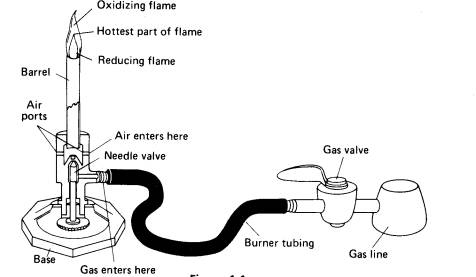 Oxidizing flame
Hottest part of flame
Reducing flame
Barrel
Air
ports
Air enters here
Needle valve
Gas valve
Burner tubing
Gas line
Base
Gas enters here